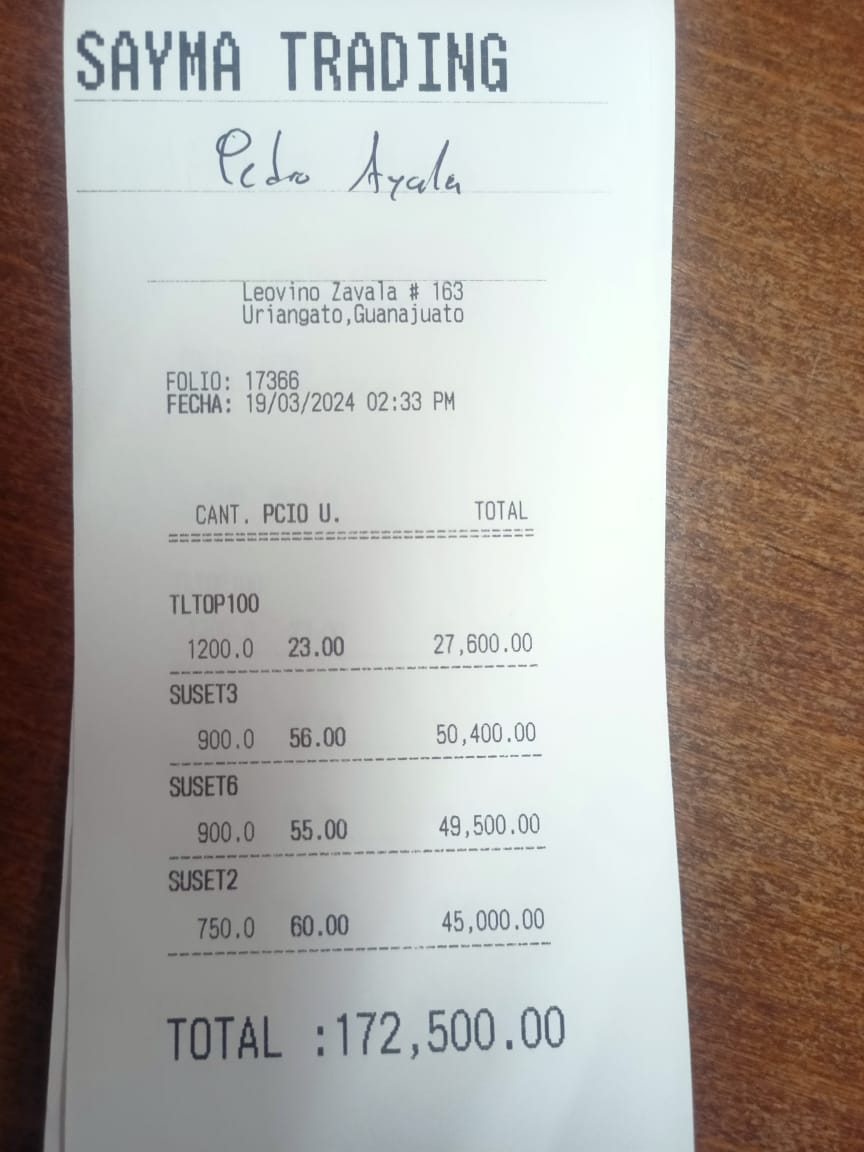 SAYMA TRADING
Pedro Ayala
Leovino Zavala # 163
Uriangato,Guanajuato
FOLIO: 17366
FECHA: 19/03/2024 02:33 PM
CANT. PCIO U. TOTAL
TLTOP100
1200.0 23.00 27,600.00
SUSET3
900.0 56.00 50,400.00
SUSET6
900.0 55.00 49,500.00
SUSET2
750.0 60.00 45,000.00
TOTAL :172,500.00